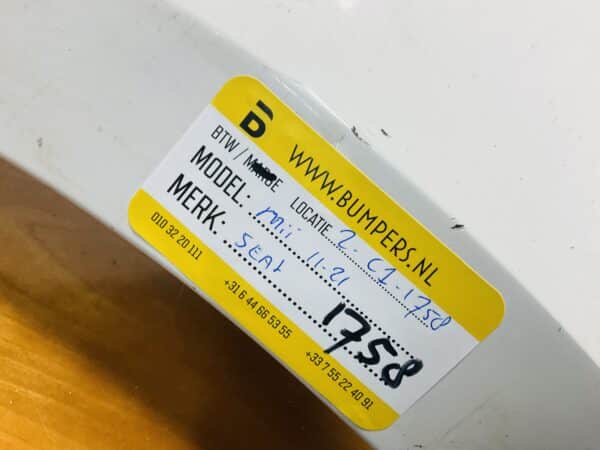 WWW.BUMPERS.NL
BTW / MARGE LOCATIE. 2-C1-1758
MODEL. mii 11-21
MERK. SEAT
1758
010 32 20 111 +31 6 44 66 53 55 +33 7 55 22 40 91